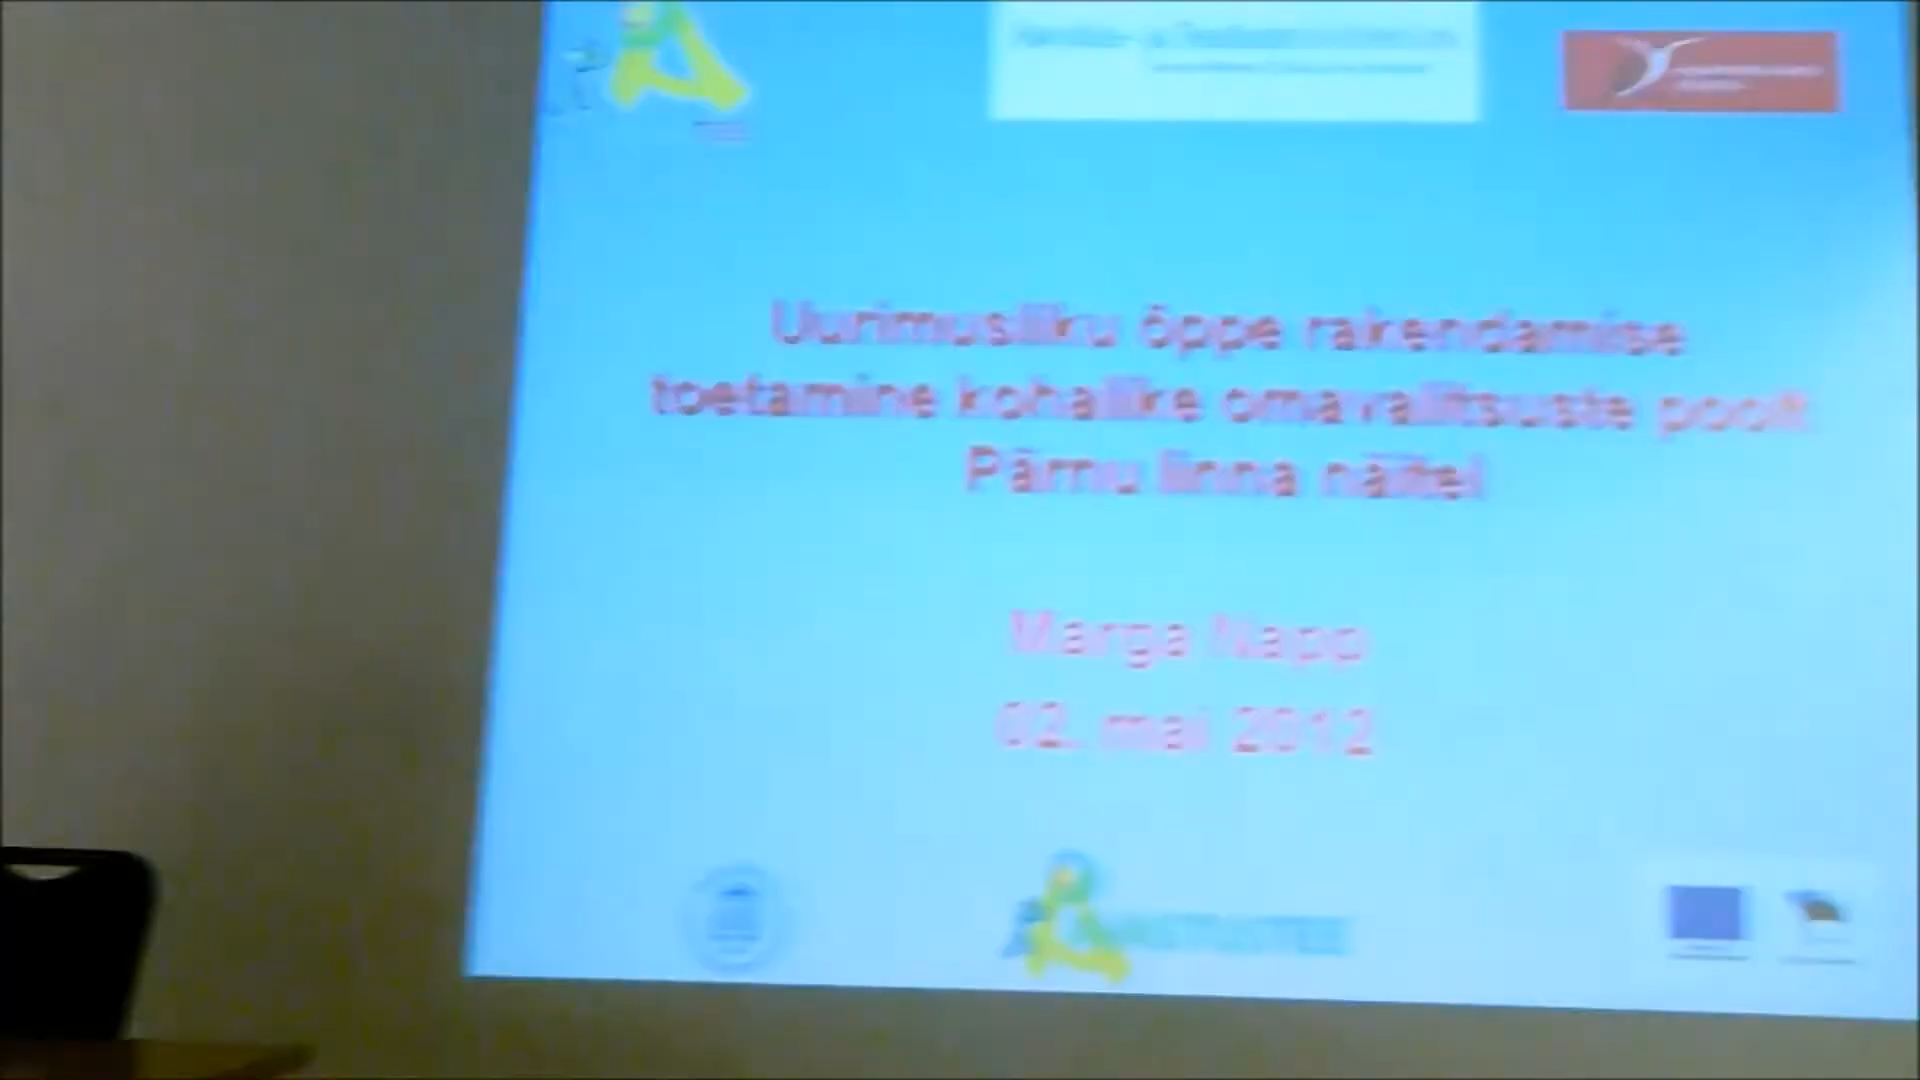 Uurimusliku õppe rakendamise
toetamine kohalike omavalitsuste poolt
Pärnu linna näitel
Marga Napp
02. mai 2012